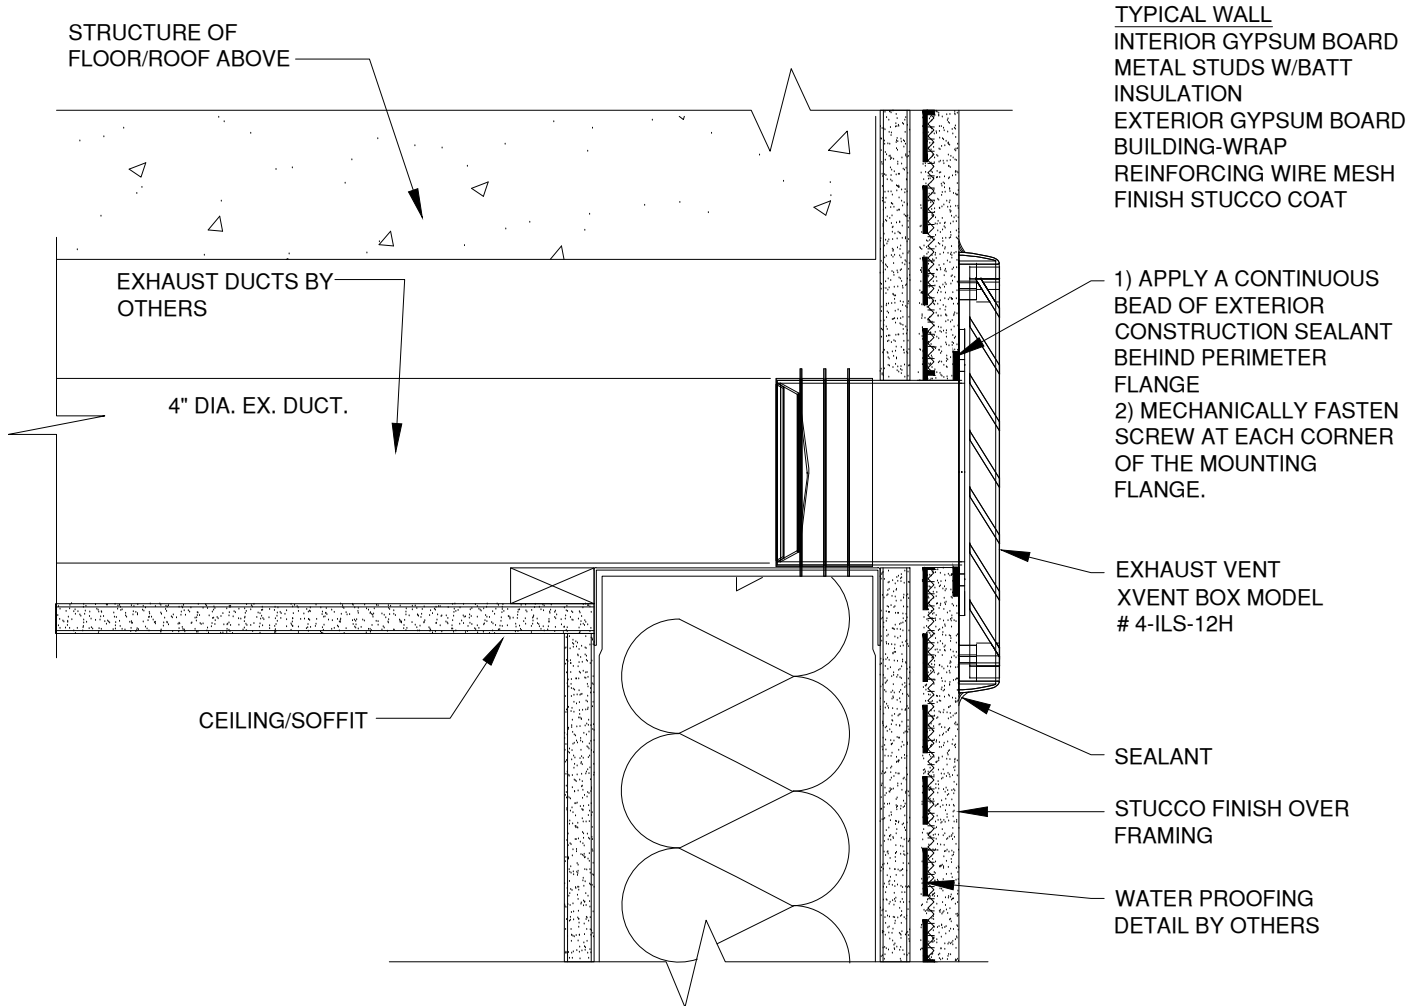 STRUCTURE OF
FLOOR/ROOF ABOVE
EXHAUST DUCTS BY
OTHERS
4" DIA. EX. DUCT.
CEILING/SOFFIT
TYPICAL WALL
INTERIOR GYPSUM BOARD
METAL STUDS W/BATT
INSULATION
EXTERIOR GYPSUM BOARD
BUILDING-WRAP
REINFORCING WIRE MESH
FINISH STUCCO COAT
1) APPLY A CONTINUOUS
BEAD OF EXTERIOR
CONSTRUCTION SEALANT
BEHIND PERIMETER
FLANGE
2) MECHANICALLY FASTEN
SCREW AT EACH CORNER
OF THE MOUNTING
FLANGE.
EXHAUST VENT
XVENT BOX MODEL
# 4-ILS-12H
SEALANT
STUCCO FINISH OVER
FRAMING
WATER PROOFING
DETAIL BY OTHERS